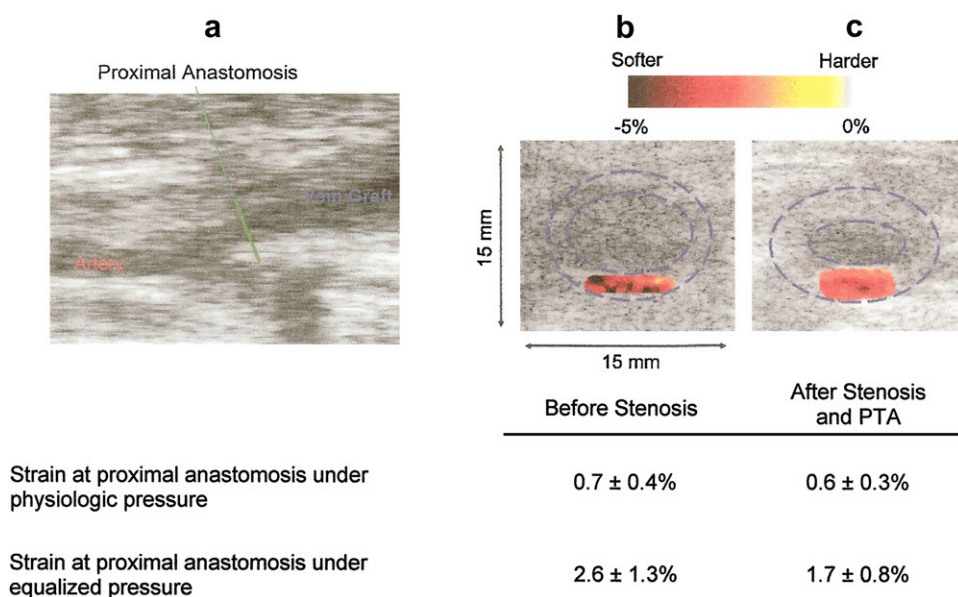 a
Proximal Anastomosis
Vein Graft
Artery
b
c
Softer
Harder
-5%
0%
15 mm
15 mm
Before Stenosis
After Stenosis
and PTA
Strain at proximal anastomosis under
physiologic pressure
0.7 ± 0.4%
0.6 ± 0.3%
Strain at proximal anastomosis under
equalized pressure
2.6 ± 1.3%
1.7 ± 0.8%